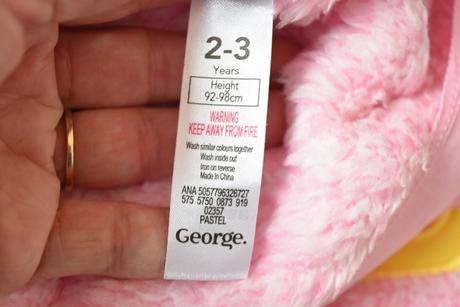 2-3
Years
Height
92-98cm
WARNING
KEEP AWAY FROM FIRE
Wash similar colours together
Wash inside out
Iron on reverse
Made In China
ANA 5057796326727
575 5750 0873 919
02357
PASTEL
George.